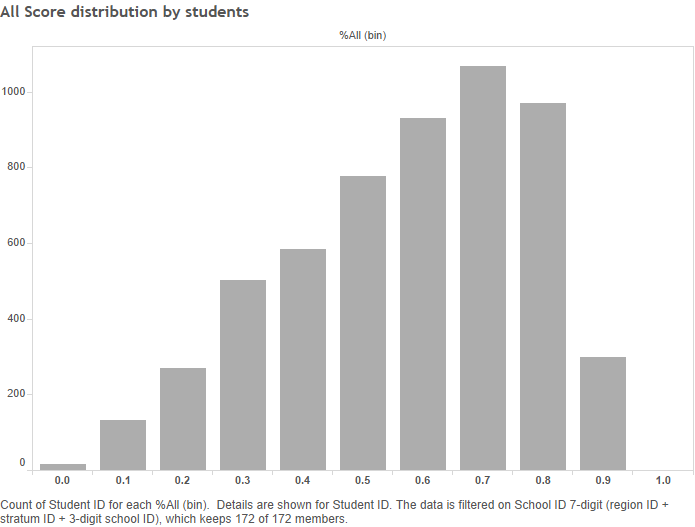 All Score distribution by students
%All (bin)
1000
800
600
400
200
0
0.0 0.1 0.2 0.3 0.4 0.5 0.6 0.7 0.8 0.9 1.0
Count of Student ID for each %All (bin).  Details are shown for Student ID. The data is filtered on School ID 7-digit (region ID +
stratum ID + 3-digit school ID), which keeps 172 of 172 members.